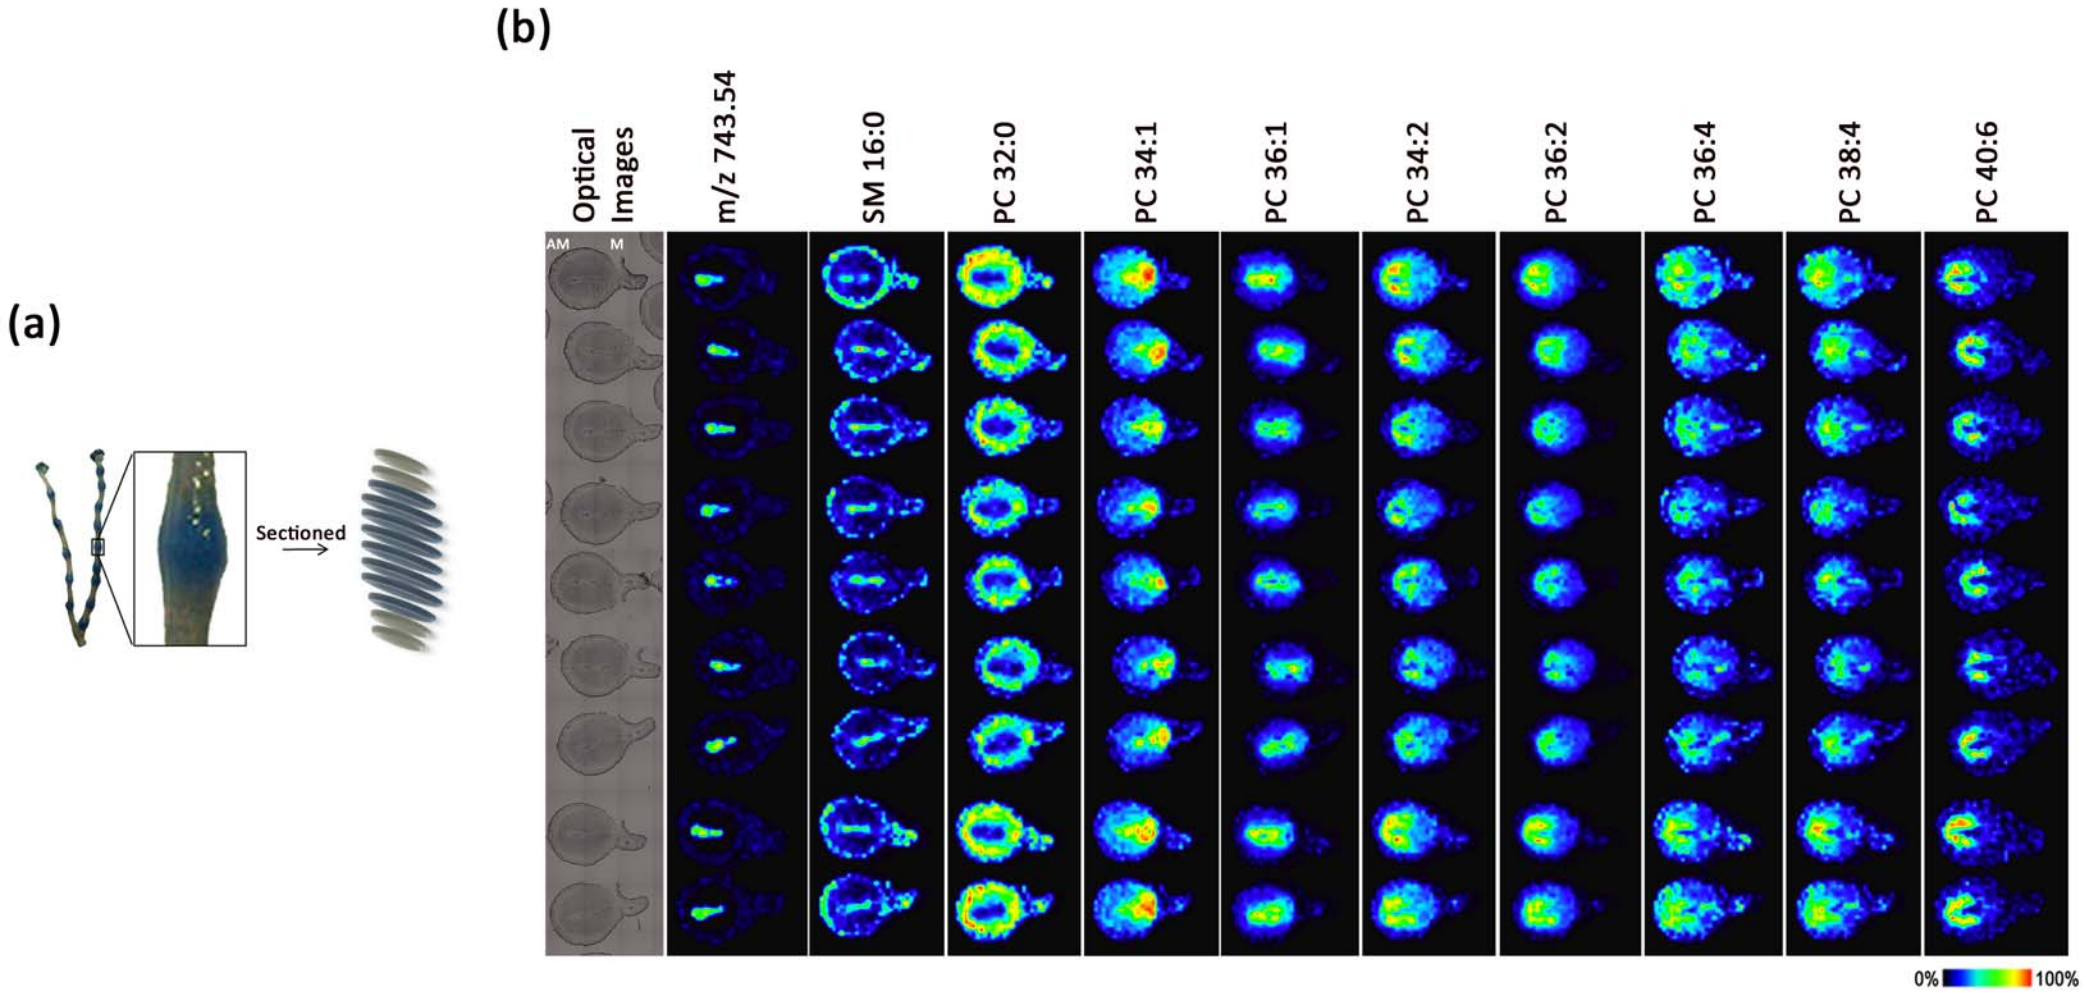 (b)
Optical
Images
m/z 743.54
SM 16:0
PC 32:0
PC 34:1
PC 36:1
PC 34:2
PC 36:2
PC 36:4
PC 38:4
PC 40:6
AM M
(a)
Sectioned
0% 100%